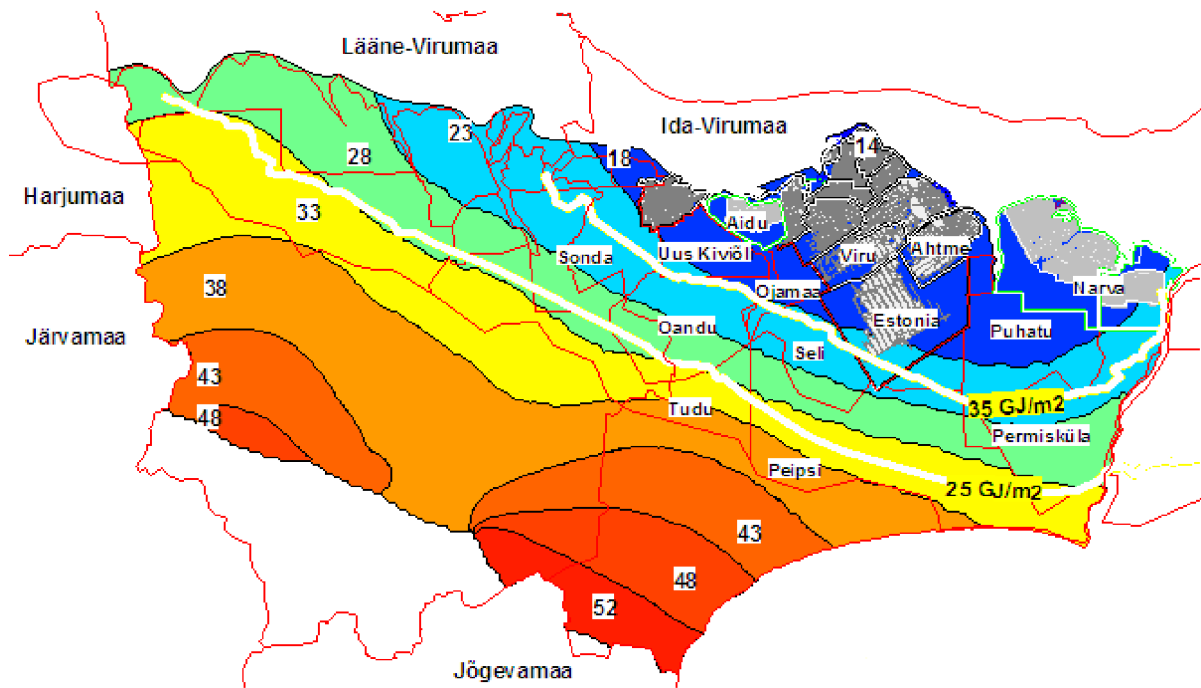 Lääne-Virumaa
Ida-Virumaa
Harjumaa
Järvamaa
Jõgevamaa
14
23
18
28
33
38
43
48
43
48
52
Aidu
Viru
Ahtme
Uus Kiviõl
Sonda
Ojamaa
Narva
Estonia
Puhatu
Oandu
Seli
Tudu
Permisküla
Peipsi
35 GJ/m2
25 GJ/m2